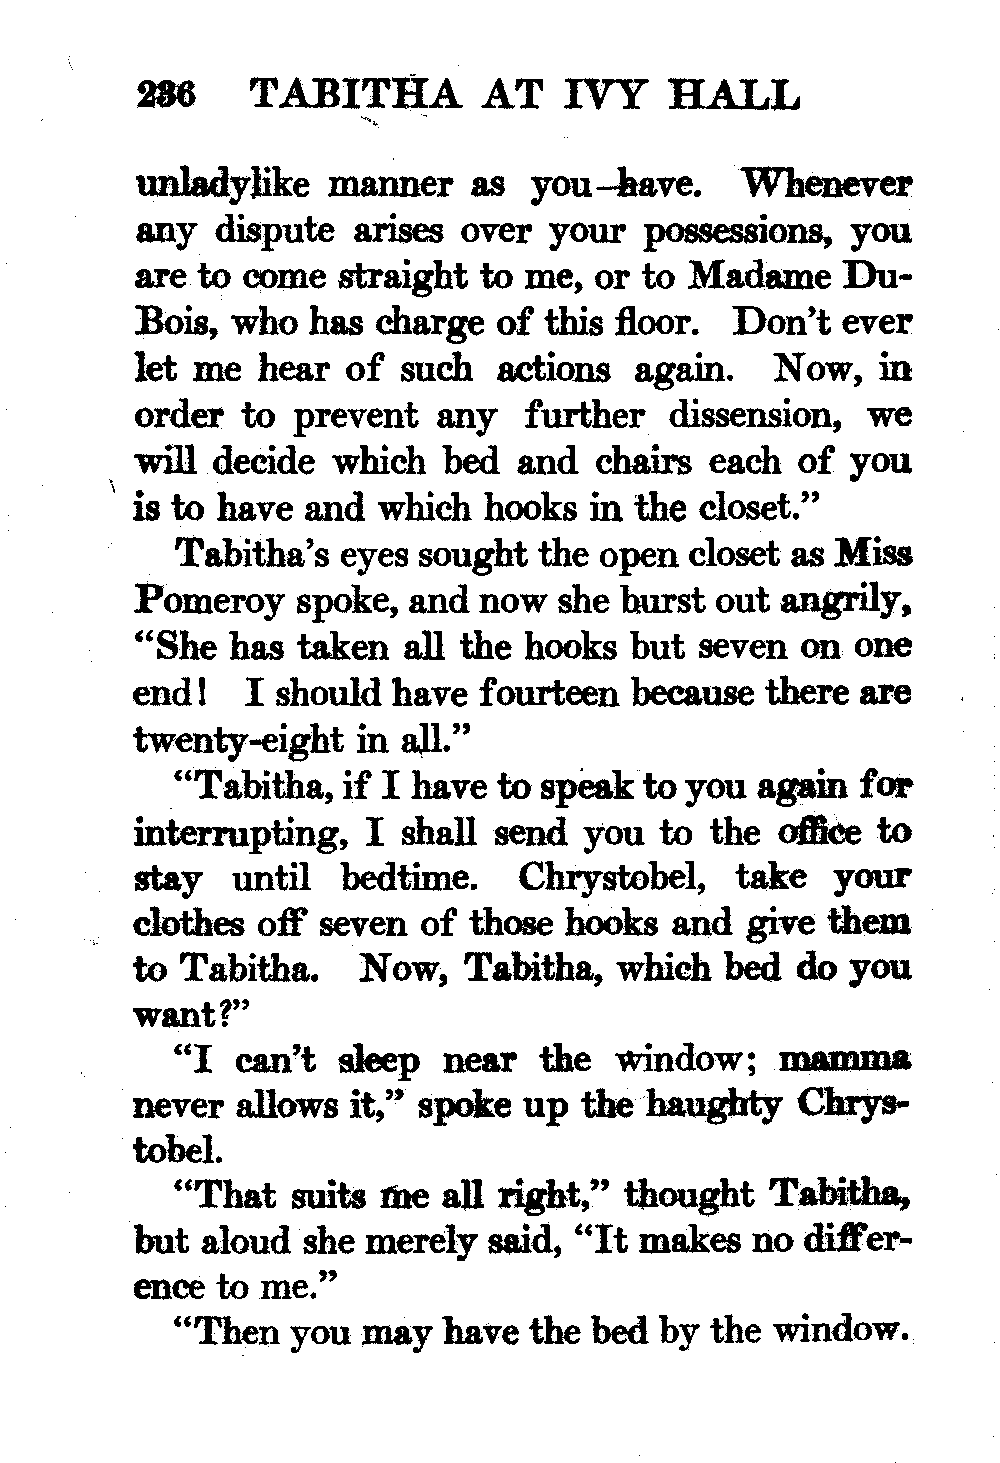 236 TABITHA AT IVY HALL
unladylike manner as you have. Whenever
any dispute arises over your possessions, you
are to come straight to me, or to Madame Du-
Bois, who has charge of this floor. Don't ever
let me hear of such actions again. Now, in
order to prevent any further dissension, we
will decide which bed and chairs each of you
is to have and which hooks in the closet.”
Tabitha's eyes sought the open closet as Miss
Pomeroy spoke, and now she burst out angrily,
“She has taken all the hooks but seven on one
end! I should have fourteen because there are
twenty-eight in all.”
“Tabitha, if I have to speak to you again for
interrupting, I shall send you to the office to
stay until bedtime. Chrystobel, take your
clothes off seven of those hooks and give them
to Tabitha. Now, Tabitha, which bed do you
want?”
“I can't sleep near the window; mamma
never allows it,” spoke up the haughty Chrys-
tobel.
“That suits me all right,” thought Tabitha,
but aloud she merely said, “It makes no differ-
ence to me.”
“Then you may have the bed by the window.